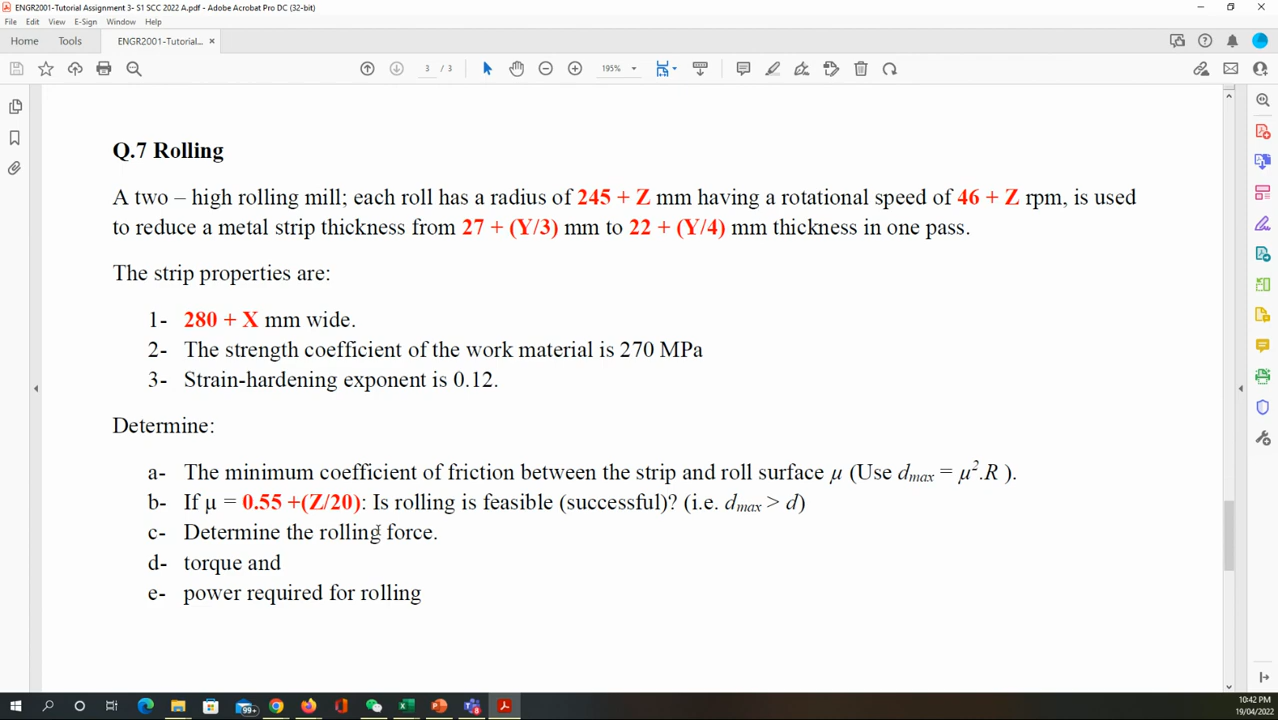 ENGR2001-Tutorial Assignment 3- S1 SCC 2022 A.pdf - Adobe Acrobat Pro DC (32-bit)
File Edit View E-Sign Window Help
Home Tools ENGR2001-Tutorial... ×
3 / 3 195%
Q.7 Rolling
A two – high rolling mill; each roll has a radius of 245 + Z mm having a rotational speed of 46 + Z rpm, is used
to reduce a metal strip thickness from 27 + (Y/3) mm to 22 + (Y/4) mm thickness in one pass.
The strip properties are:
1- 280 + X mm wide.
2- The strength coefficient of the work material is 270 MPa
3- Strain-hardening exponent is 0.12.
Determine:
a- The minimum coefficient of friction between the strip and roll surface μ (Use dmax = μ².R ).
b- If μ = 0.55 +(Z/20): Is rolling is feasible (successful)? (i.e. dmax > d)
c- Determine the rolling force.
d- torque and
e- power required for rolling
99+
10:42 PM
19/04/2022